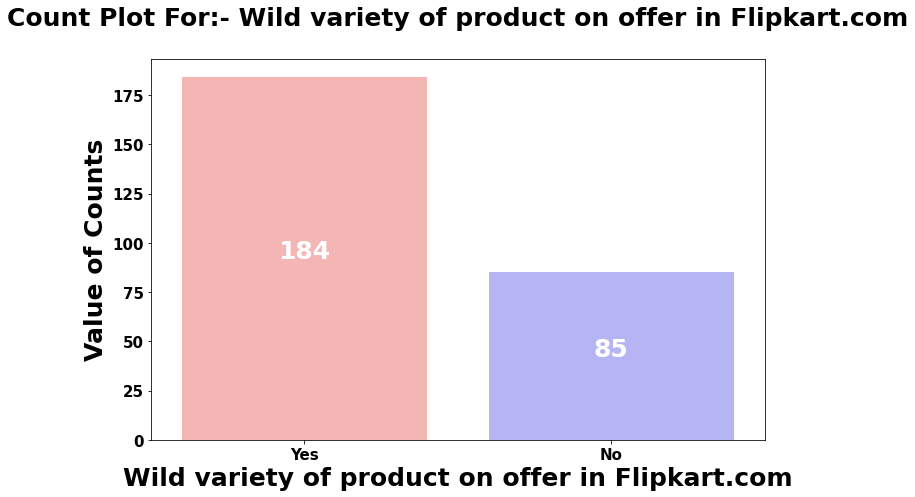 Count Plot For:- Wild variety of product on offer in Flipkart.com
Value of Counts
175
150
125
100
75
50
25
0
184
85
Yes
No
Wild variety of product on offer in Flipkart.com